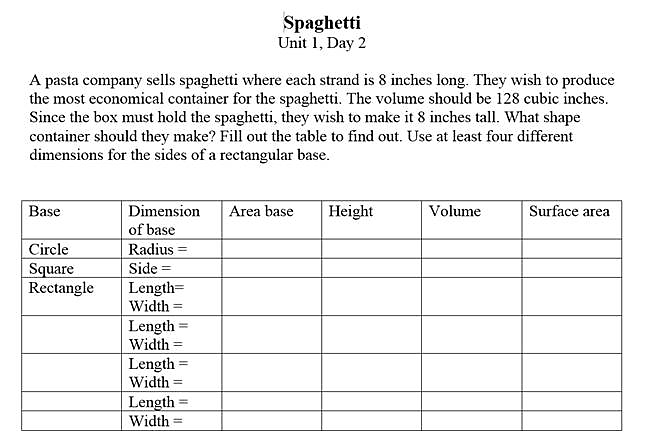 Spaghetti
Unit 1, Day 2
A pasta company sells spaghetti where each strand is 8 inches long. They wish to produce
the most economical container for the spaghetti. The volume should be 128 cubic inches.
Since the box must hold the spaghetti, they wish to make it 8 inches tall. What shape
container should they make? Fill out the table to find out. Use at least four different
dimensions for the sides of a rectangular base.
Base Dimension of base Area base Height Volume Surface area
Circle Radius =
Square Side =
Rectangle Length=
Width =
Length =
Width =
Length =
Width =
Length =
Width =